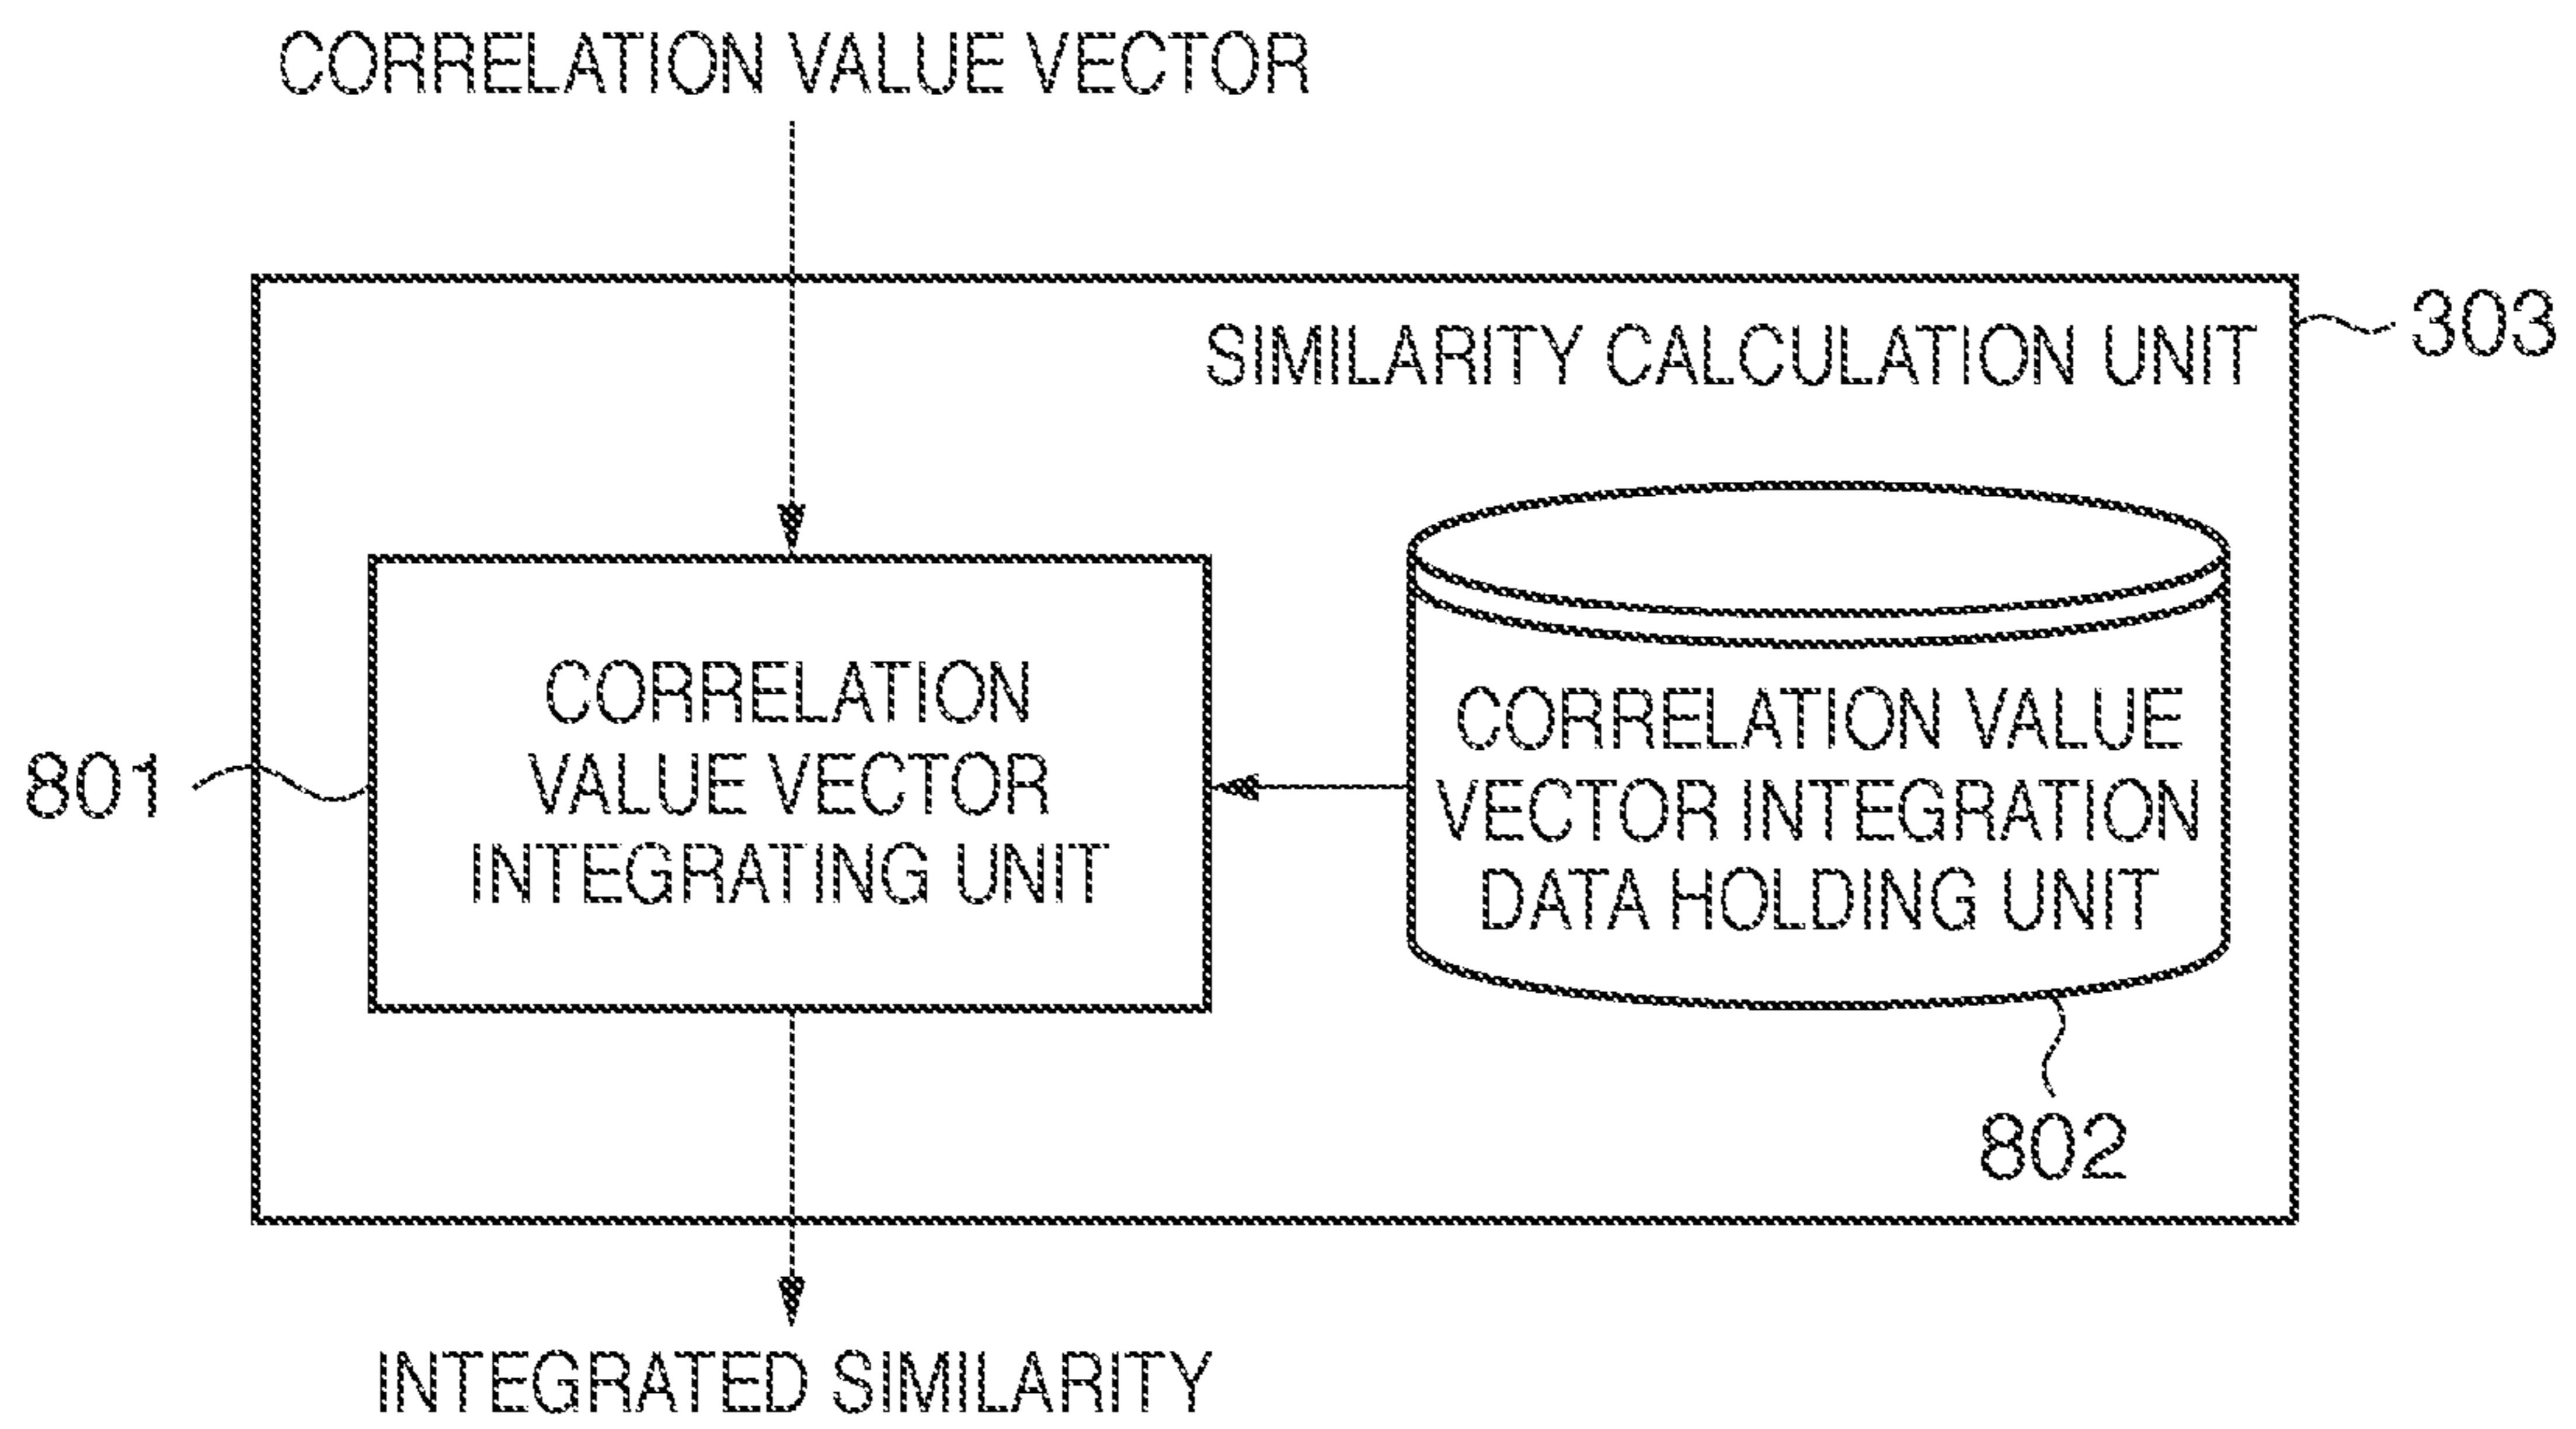 CORRELATION VALUE VECTOR
SIMILARITY CALCULATION UNIT
303
CORRELATION
VALUE VECTOR
INTEGRATING UNIT
801
CORRELATION VALUE
VECTOR INTEGRATION
DATA HOLDING UNIT
802
INTEGRATED SIMILARITY